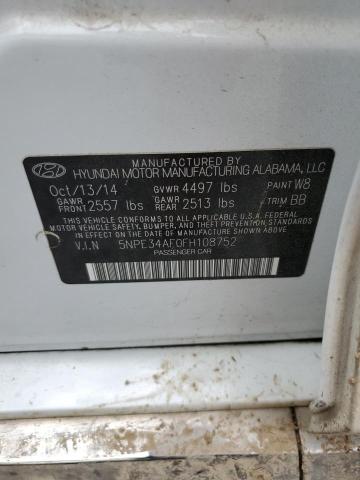 MANUFACTURED BY
HYUNDAI MOTOR MANUFACTURING ALABAMA, LLC
Oct/13/14 GVWR 4497 lbs PAINT W8
GAWR FRONT 2557 lbs GAWR REAR 2513 lbs TRIM BB
THIS VEHICLE CONFORMS TO ALL APPLICABLE U.S.A. FEDERAL
MOTOR VEHICLE SAFETY, BUMPER, AND THEFT PREVENTION
STANDARDS IN EFFECT ON THE DATE OF MANUFACTURE SHOWN ABOVE.
V.I.N 5NPE34AF0FH108752
PASSENGER CAR